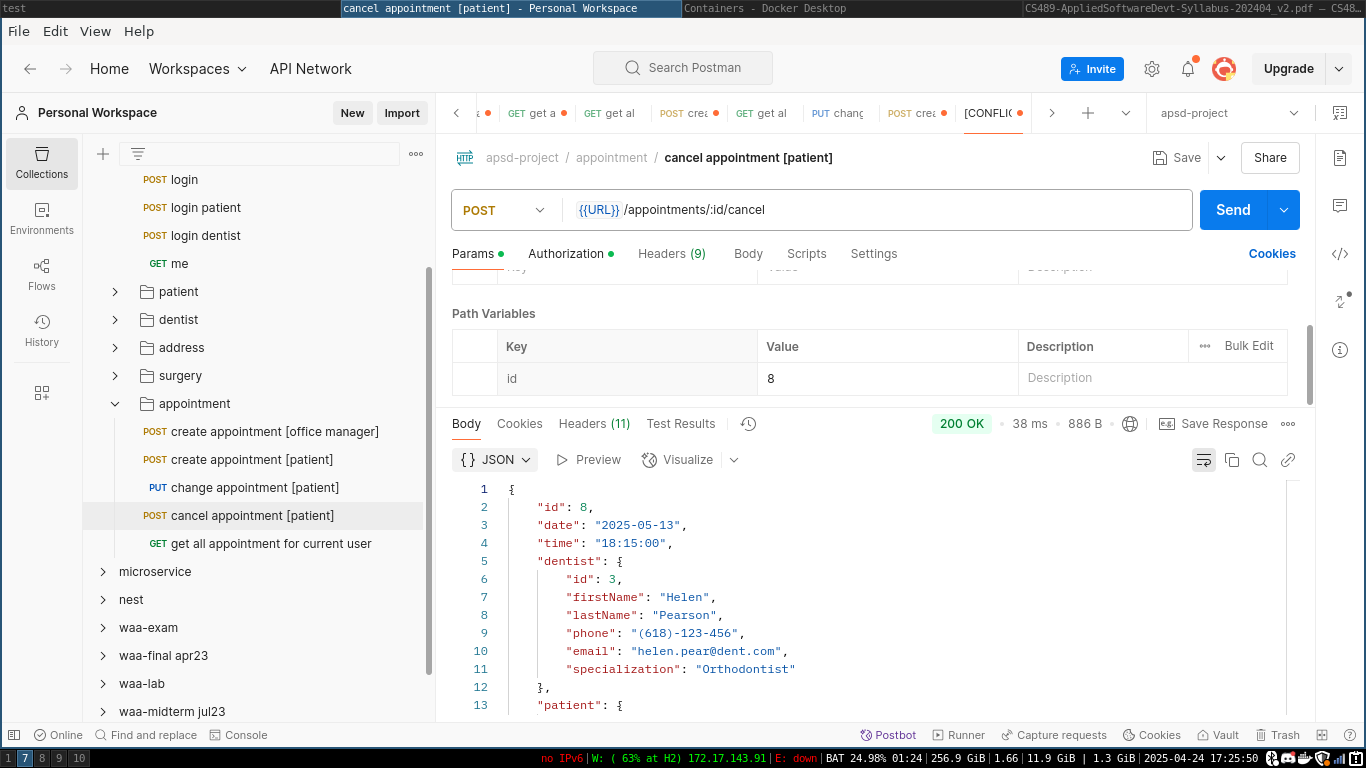 test
cancel appointment [patient] - Personal Workspace
Containers - Docker Desktop
CS489-AppliedSoftwareDevt-Syllabus-202404_v2.pdf — CS48…
File Edit View Help
Home Workspaces API Network
Search Postman
Invite
Upgrade
Personal Workspace
New Import
GET get a
GET get al
POST crea
GET get al
PUT chang
POST crea
[CONFLIC
apsd-project
Collections
Environments
Flows
History
POST login
POST login patient
POST login dentist
GET me
patient
dentist
address
surgery
appointment
POST create appointment [office manager]
POST create appointment [patient]
PUT change appointment [patient]
POST cancel appointment [patient]
GET get all appointment for current user
microservice
nest
waa-exam
waa-final apr23
waa-lab
waa-midterm jul23
HTTP apsd-project / appointment / cancel appointment [patient]
Save Share
POST {{URL}} /appointments/:id/cancel
Send
Params Authorization Headers (9) Body Scripts Settings Cookies
Key Value Description
Path Variables
Key Value Description Bulk Edit
id 8 Description
Body Cookies Headers (11) Test Results
200 OK 38 ms 886 B e.g. Save Response
{} JSON Preview Visualize
1 {
2 "id": 8,
3 "date": "2025-05-13",
4 "time": "18:15:00",
5 "dentist": {
6 "id": 3,
7 "firstName": "Helen",
8 "lastName": "Pearson",
9 "phone": "(618)-123-456",
10 "email": "helen.pear@dent.com",
11 "specialization": "Orthodontist"
12 },
13 "patient": {
Online Find and replace Console
Postbot Runner Capture requests Cookies Vault Trash
1 7 8 9 10
no IPv6|W: ( 63% at H2) 172.17.143.91|E: down|BAT 24.98% 01:24|256.9 GiB|1.66|11.9 GiB | 1.3 GiB|2025-04-24 17:25:50